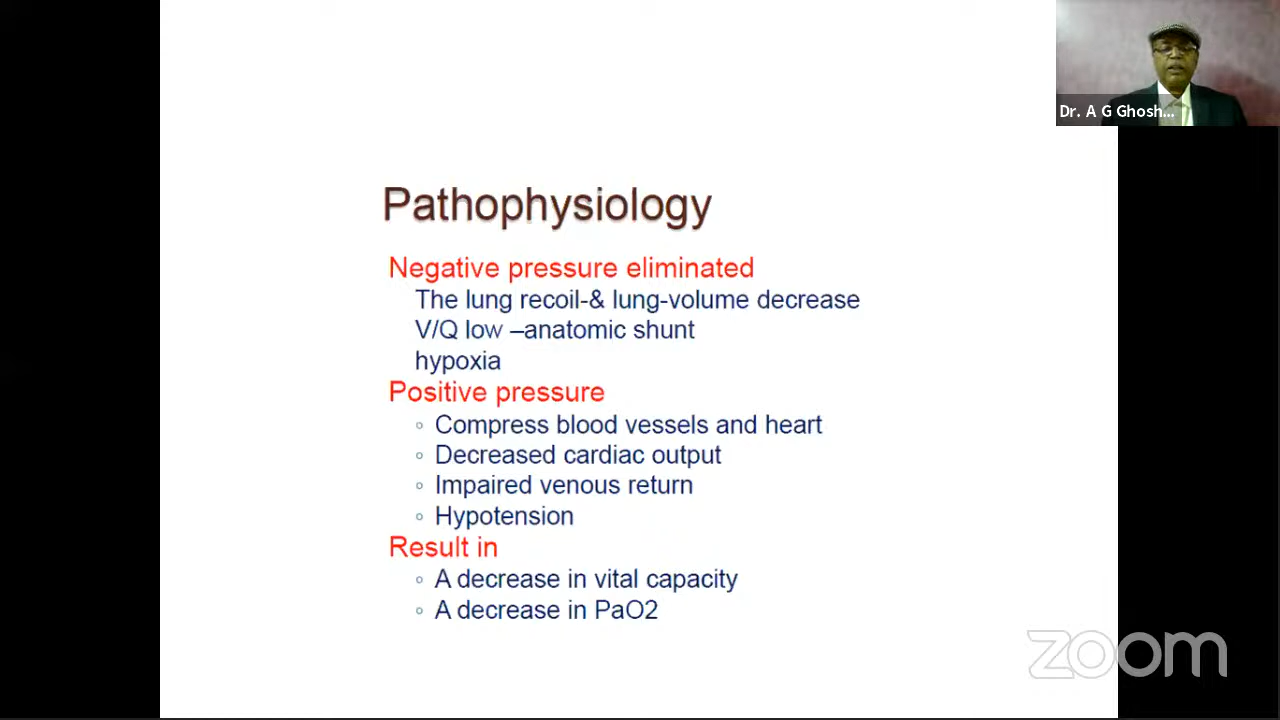 Dr. A G Ghosh...
Pathophysiology
Negative pressure eliminated
The lung recoil-& lung-volume decrease
V/Q low –anatomic shunt
hypoxia
Positive pressure
◦ Compress blood vessels and heart
◦ Decreased cardiac output
◦ Impaired venous return
◦ Hypotension
Result in
◦ A decrease in vital capacity
◦ A decrease in PaO2
zoom